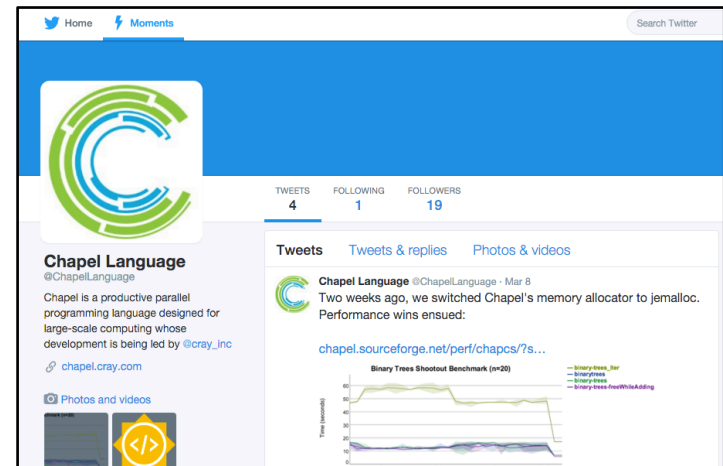 Home Moments Search Twitter
TWEETS FOLLOWING FOLLOWERS
4 1 19
Chapel Language
@ChapelLanguage
Chapel is a productive parallel
programming language designed for
large-scale computing whose
development is being led by @cray_inc
chapel.cray.com
Photos and videos
Tweets Tweets & replies Photos & videos
Chapel Language @ChapelLanguage · Mar 8
Two weeks ago, we switched Chapel's memory allocator to jemalloc.
Performance wins ensued:
chapel.sourceforge.net/perf/chapcs/?s…
Binary Trees Shootout Benchmark (n=20)
binary-trees_iter
binarytrees
binary-trees
binary-trees-freeWhileAdding
Time (seconds)
60
50
40
30
20
10
0